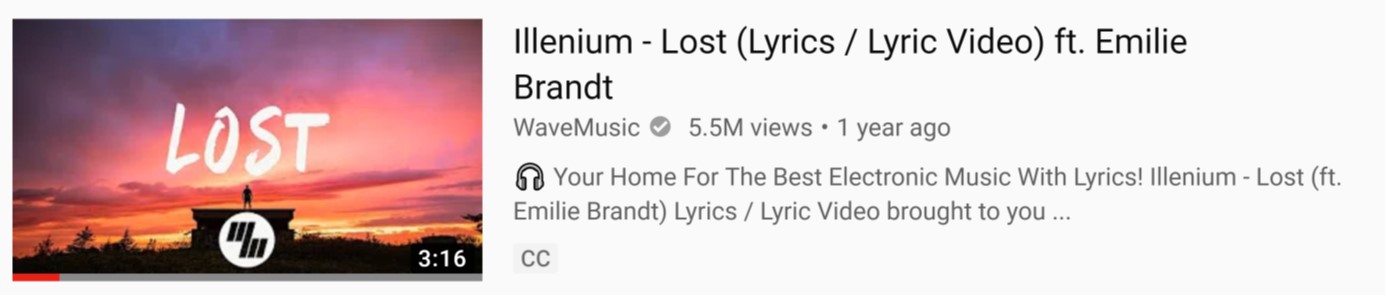 LOST
3:16
Illenium - Lost (Lyrics / Lyric Video) ft. Emilie
Brandt
WaveMusic 5.5M views • 1 year ago
🎧 Your Home For The Best Electronic Music With Lyrics! Illenium - Lost (ft.
Emilie Brandt) Lyrics / Lyric Video brought to you ...
CC